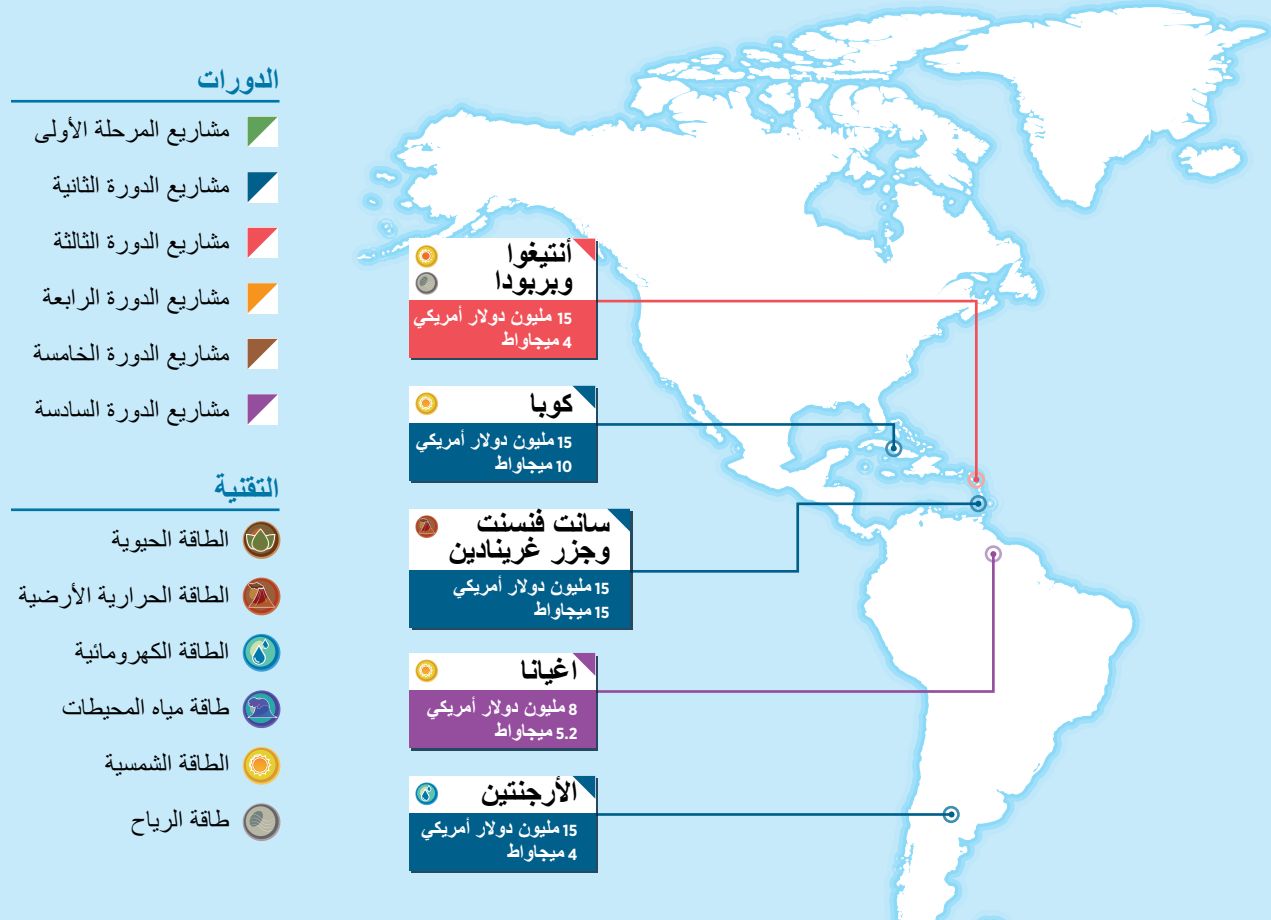 الدورات
مشاريع المرحلة الأولى
مشاريع الدورة الثانية
مشاريع الدورة الثالثة
مشاريع الدورة الرابعة
مشاريع الدورة الخامسة
مشاريع الدورة السادسة
التقنية
الطاقة الحيوية
الطاقة الحرارية الأرضية
الطاقة الكهرومائية
طاقة مياه المحيطات
الطاقة الشمسية
طاقة الرياح
أنتيغوا
وبربودا
15 مليون دولار أمريكي
4 ميجاواط
كوبا
15 مليون دولار أمريكي
10 ميجاواط
سانت فنسنت
وجزر غرينادين
15 مليون دولار أمريكي
15 ميجاواط
اغيانا
8 مليون دولار أمريكي
5.2 ميجاواط
الأرجنتين
15 مليون دولار أمريكي
4 ميجاواط